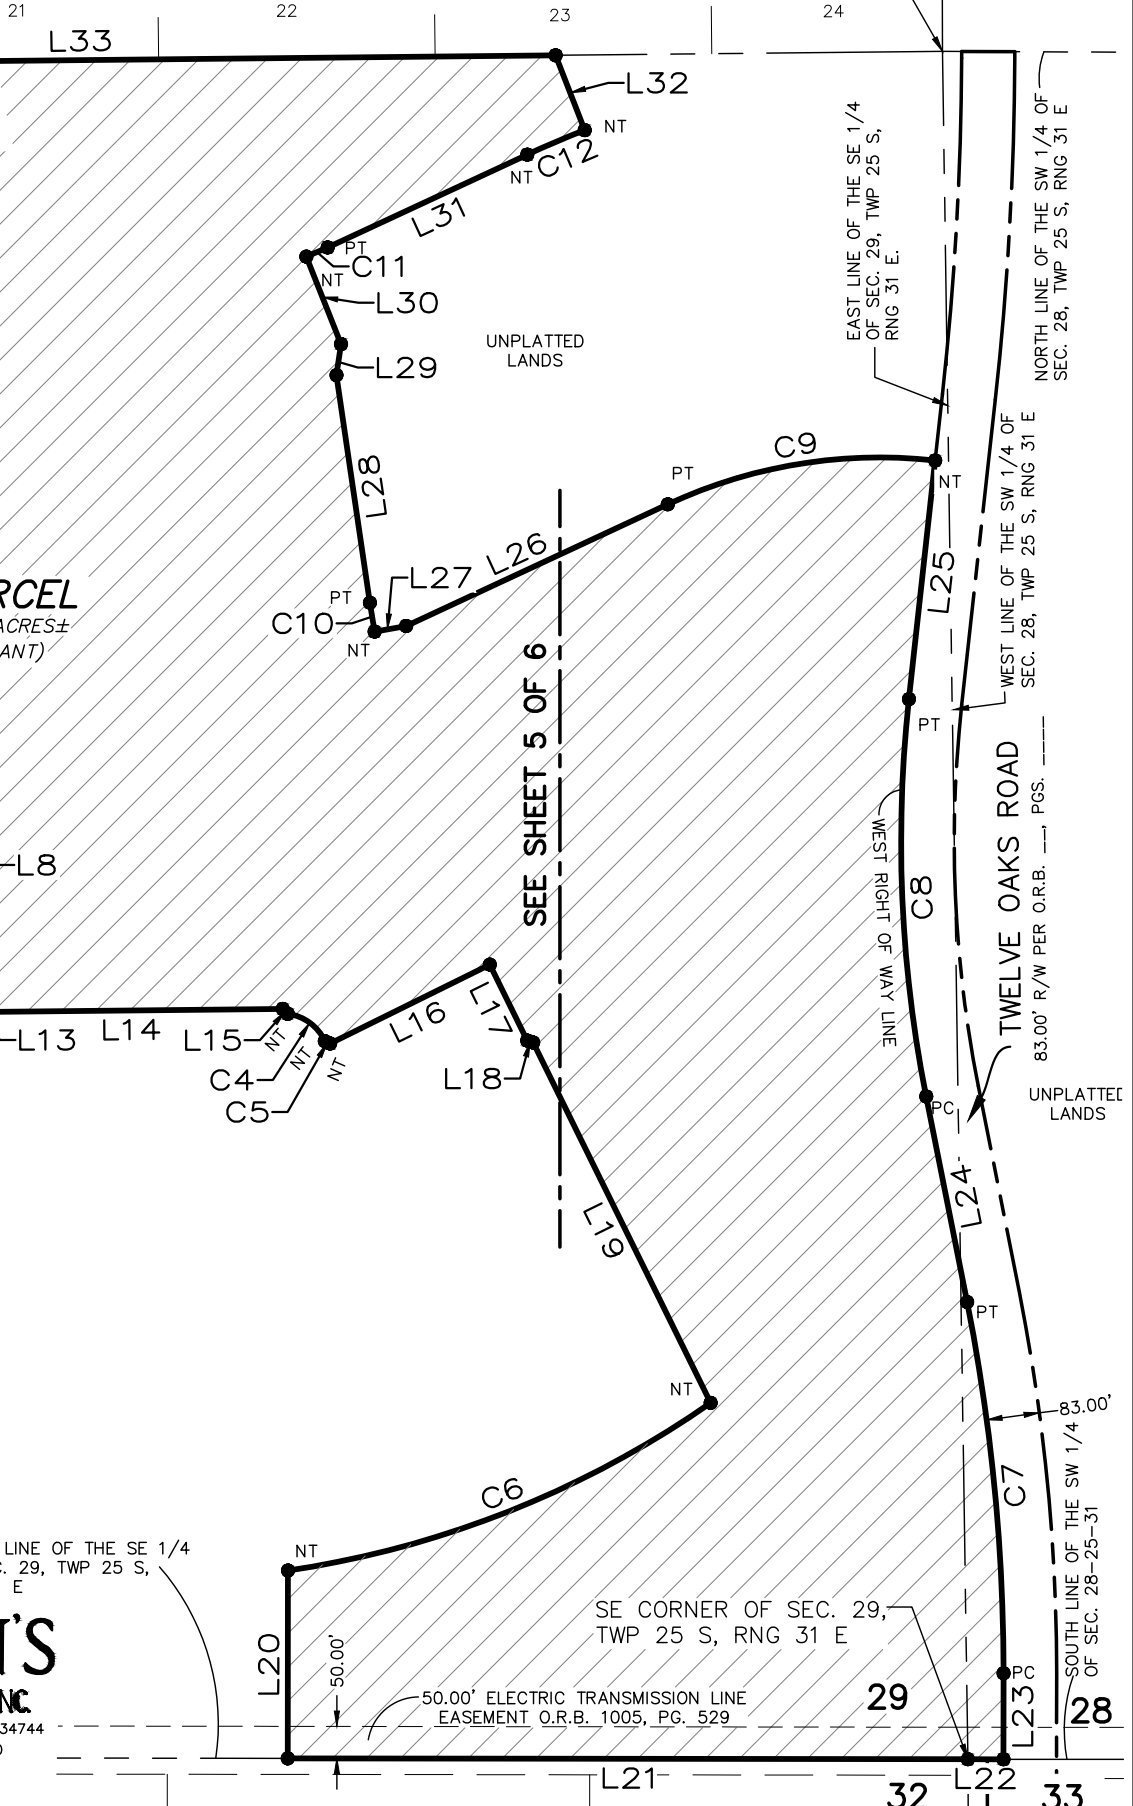 21
22
23
24
L33
L32
NT
C12
NT
L31
PT
C11
NT
L30
L29
UNPLATTED
LANDS
EAST LINE OF THE SE 1/4
OF SEC. 29, TWP 25 S,
RNG 31 E.
NORTH LINE OF THE SW 1/4 OF
SEC. 28, TWP 25 S, RNG 31 E
C9
PT
NT
L28
L26
L27
PT
C10
NT
RCEL
ACRES±
ANT)
L25
WEST LINE OF THE SW 1/4 OF
SEC. 28, TWP 25 S, RNG 31 E
PT
SEE SHEET 5 OF 6
TWELVE OAKS ROAD
83.00' R/W PER O.R.B. __, PGS. ____
WEST RIGHT OF WAY LINE
C8
L8
L13
L14
L15
NT
C4
NT
C5
NT
L16
L17
L18
PC
UNPLATTED
LANDS
L24
L19
PT
NT
83.00'
C7
SOUTH LINE OF THE SW 1/4
OF SEC. 28-25-31
C6
NT
LINE OF THE SE 1/4
C. 29, TWP 25 S,
E
'S
NC.
34744
L20
50.00'
SE CORNER OF SEC. 29,
TWP 25 S, RNG 31 E
50.00' ELECTRIC TRANSMISSION LINE
EASEMENT O.R.B. 1005, PG. 529
29
PC
L23
28
L21
L22
32
33